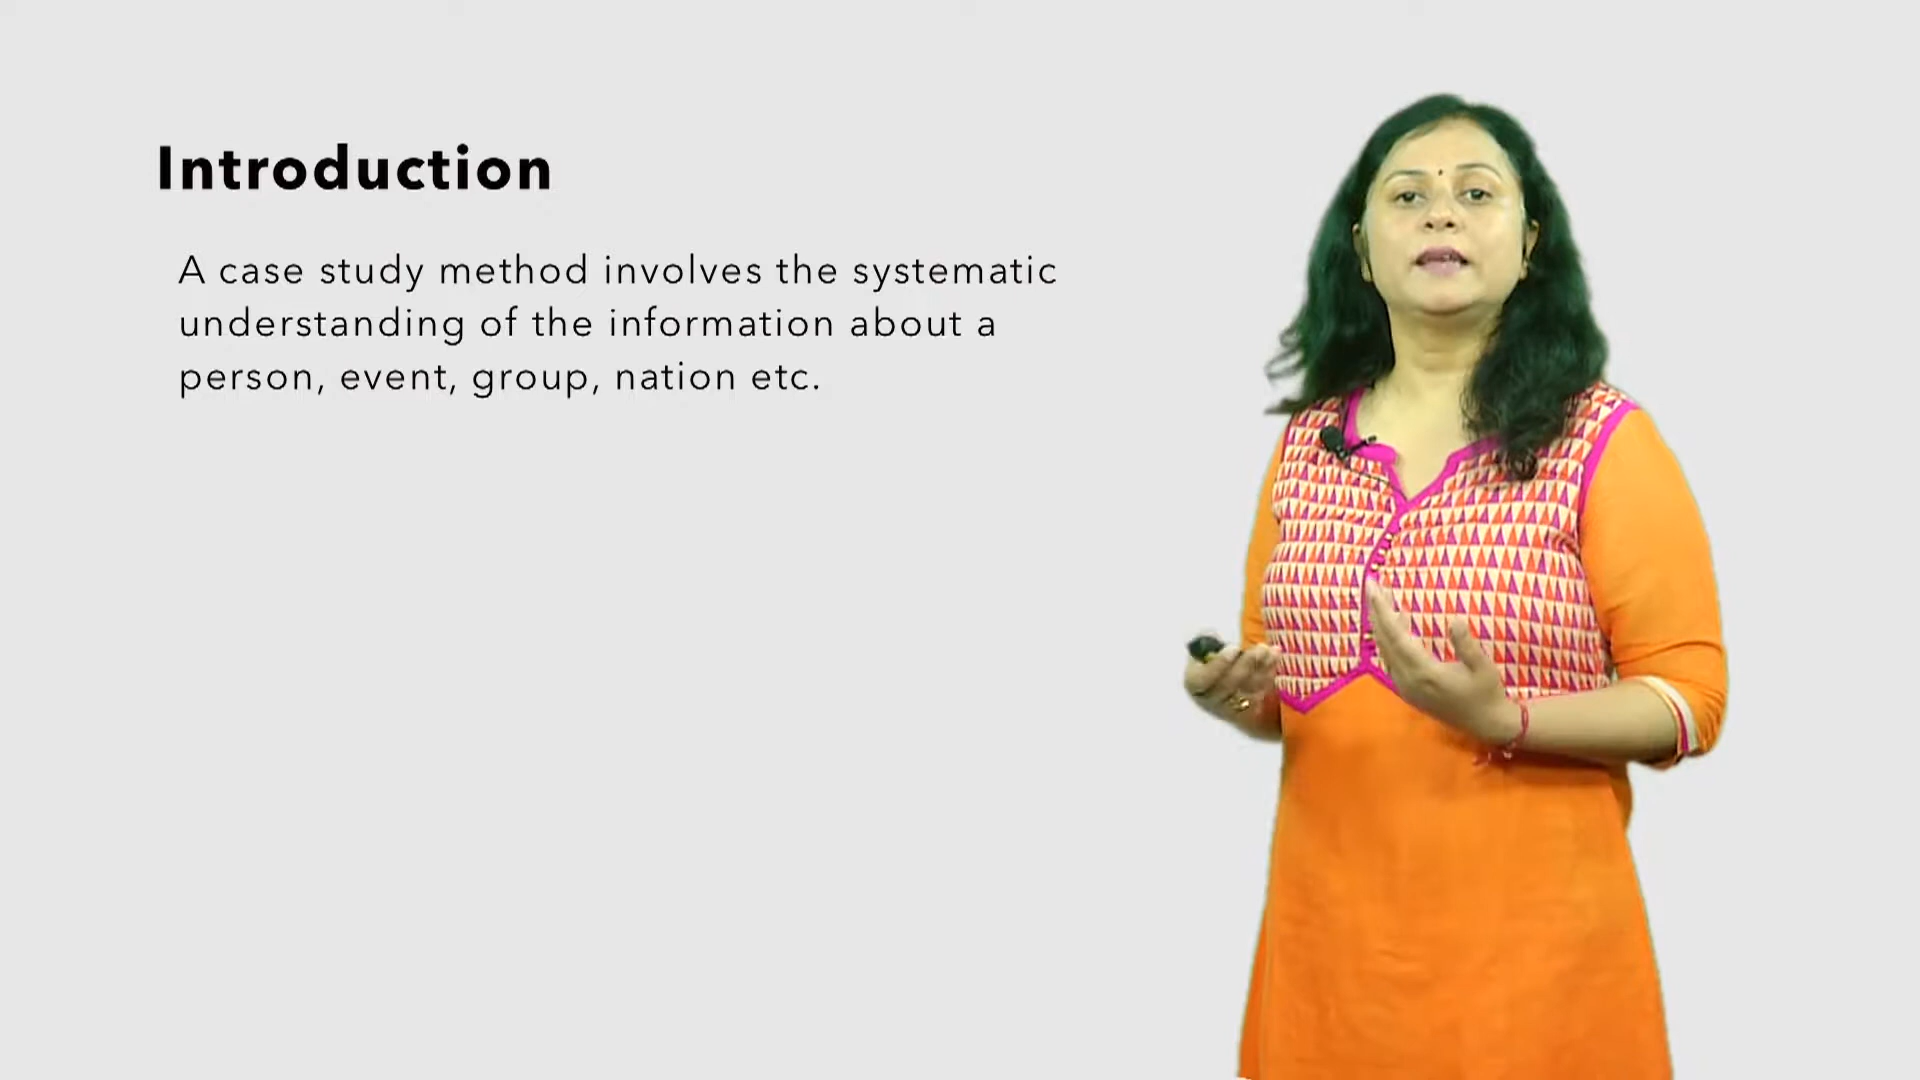 Introduction
A case study method involves the systematic
understanding of the information about a
person, event, group, nation etc.